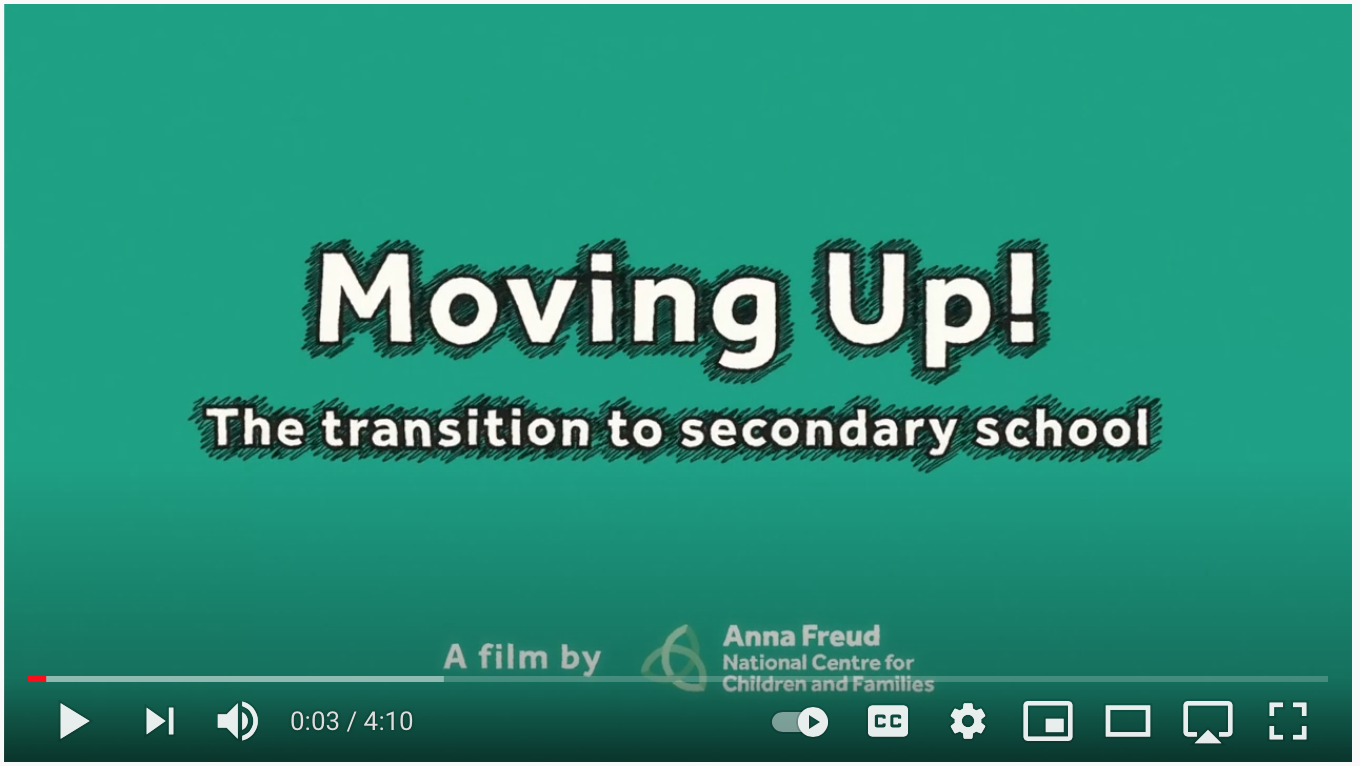 Moving Up!
The transition to secondary school
A film by
Anna Freud
National Centre for
Children and Families
0:03 / 4:10
CC